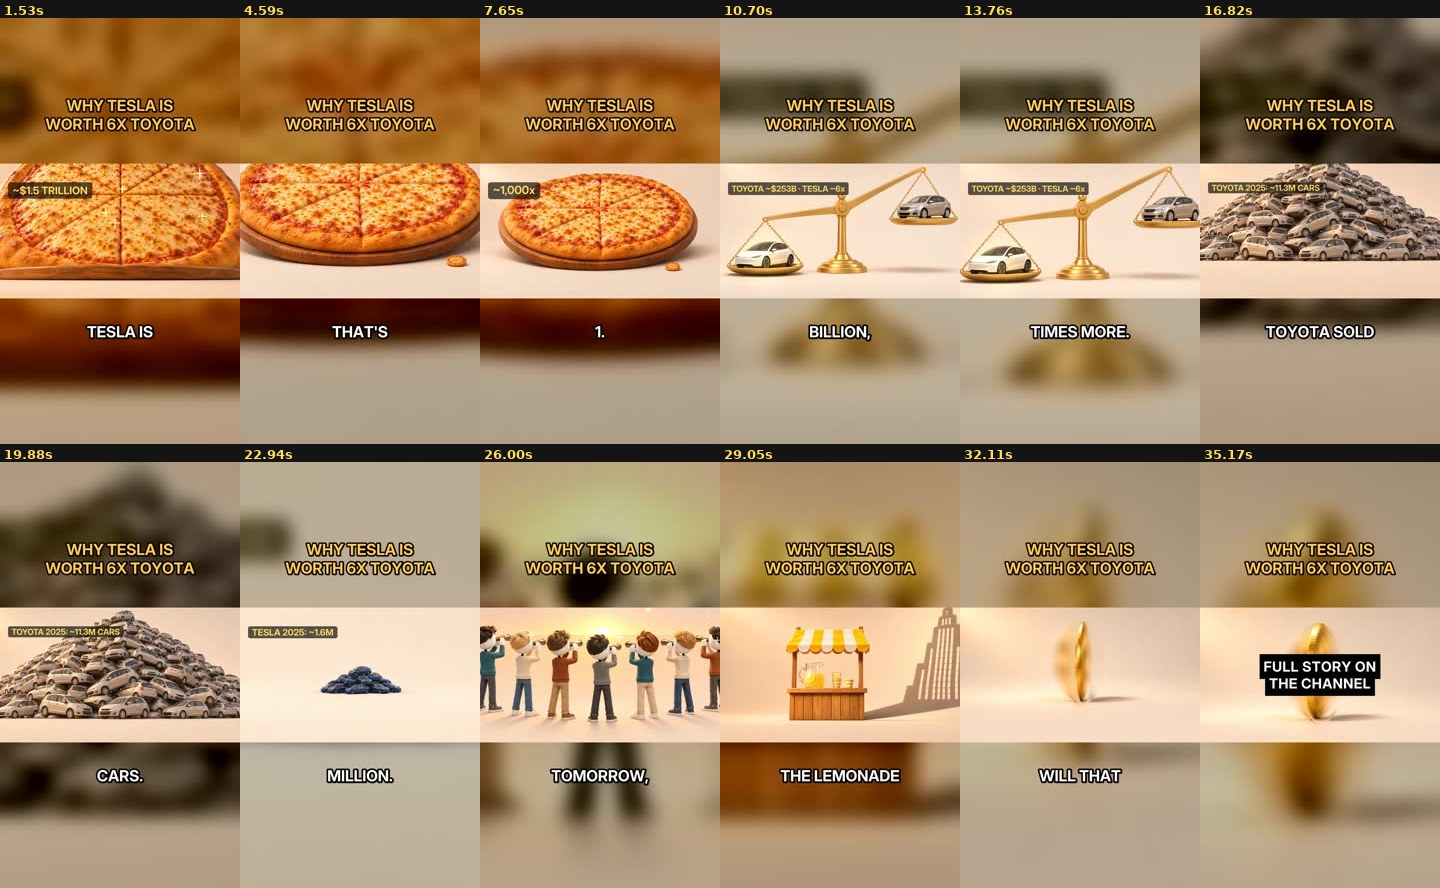 1.53s
4.59s
7.65s
10.70s
13.76s
16.82s
WHY TESLA IS
WORTH 6X TOYOTA
WHY TESLA IS
WORTH 6X TOYOTA
WHY TESLA IS
WORTH 6X TOYOTA
WHY TESLA IS
WORTH 6X TOYOTA
WHY TESLA IS
WORTH 6X TOYOTA
WHY TESLA IS
WORTH 6X TOYOTA
~$1.5 TRILLION
~1,000x
TOYOTA ~$253B · TESLA ~6x
TOYOTA ~$253B · TESLA ~6x
TOYOTA 2025: ~11.3M CARS
TESLA IS
THAT'S
1.
BILLION,
TIMES MORE.
TOYOTA SOLD
19.88s
22.94s
26.00s
29.05s
32.11s
35.17s
WHY TESLA IS
WORTH 6X TOYOTA
WHY TESLA IS
WORTH 6X TOYOTA
WHY TESLA IS
WORTH 6X TOYOTA
WHY TESLA IS
WORTH 6X TOYOTA
WHY TESLA IS
WORTH 6X TOYOTA
WHY TESLA IS
WORTH 6X TOYOTA
TOYOTA 2025: ~11.3M CARS
TESLA 2025: ~1.6M
FULL STORY ON
THE CHANNEL
CARS.
MILLION.
TOMORROW,
THE LEMONADE
WILL THAT